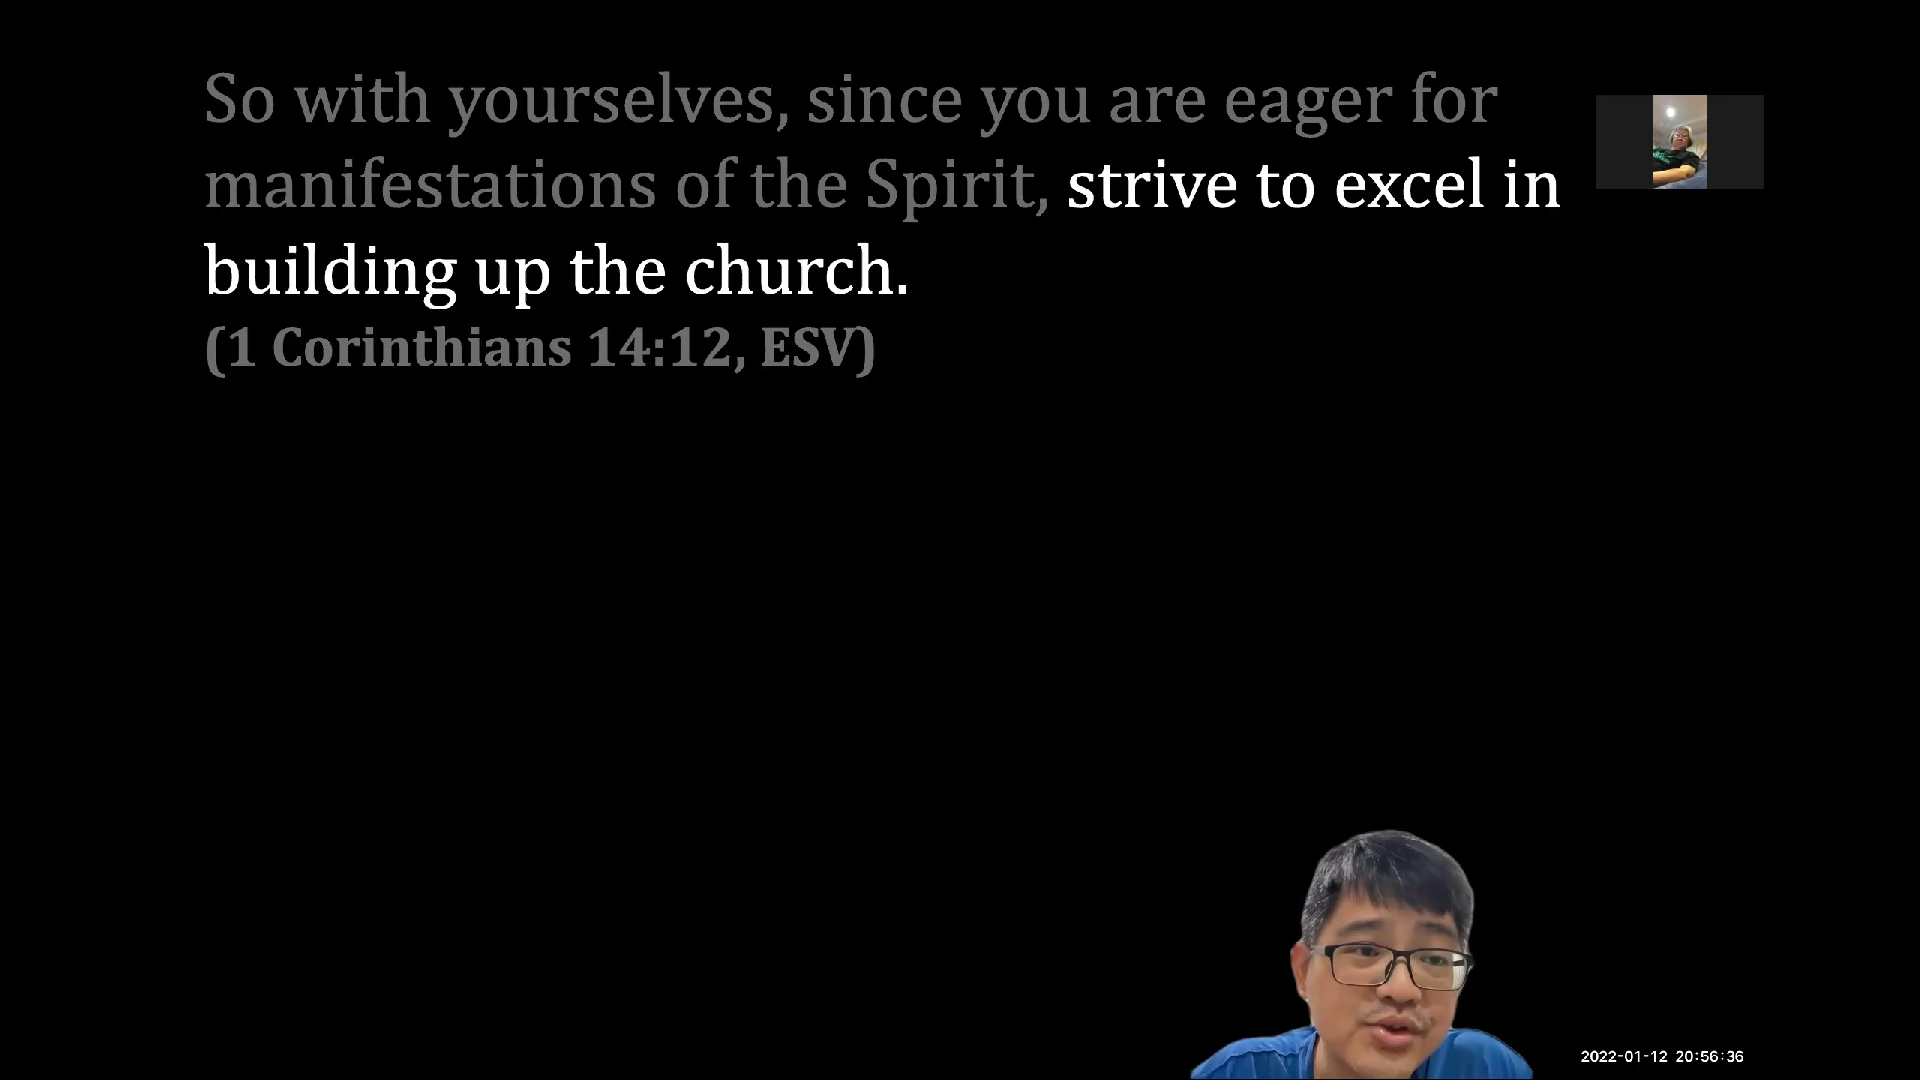 So with yourselves, since you are eager for
manifestations of the Spirit, strive to excel in
building up the church.
(1 Corinthians 14:12, ESV)
2022-01-12 20:56:36